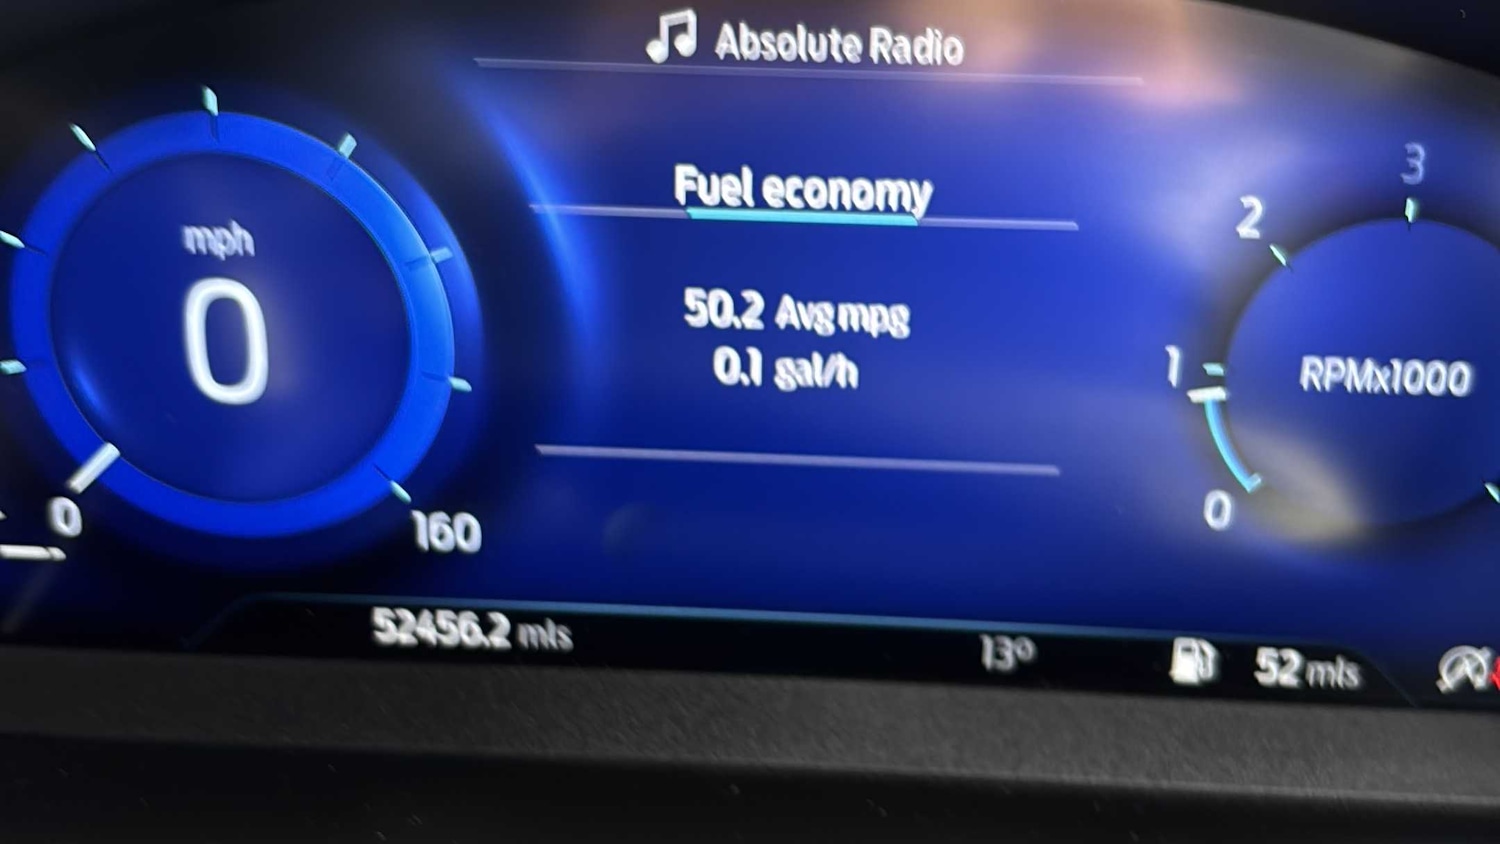 Absolute Radio
Fuel economy
mph
0
50.2 Avg mpg
0.1 gal/h
0
160
3
2
1
RPMx1000
0
52456.2 mls
13º
52 mls